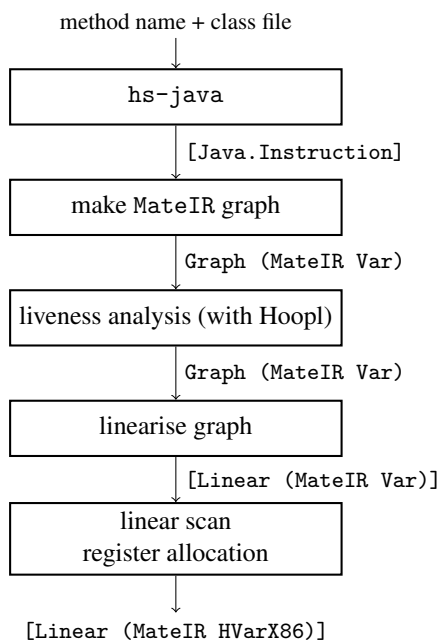 method name + class file
hs-java
[Java.Instruction]
make MateIR graph
Graph (MateIR Var)
liveness analysis (with Hoopl)
Graph (MateIR Var)
linearise graph
[Linear (MateIR Var)]
linear scan
register allocation
[Linear (MateIR HVarX86)]